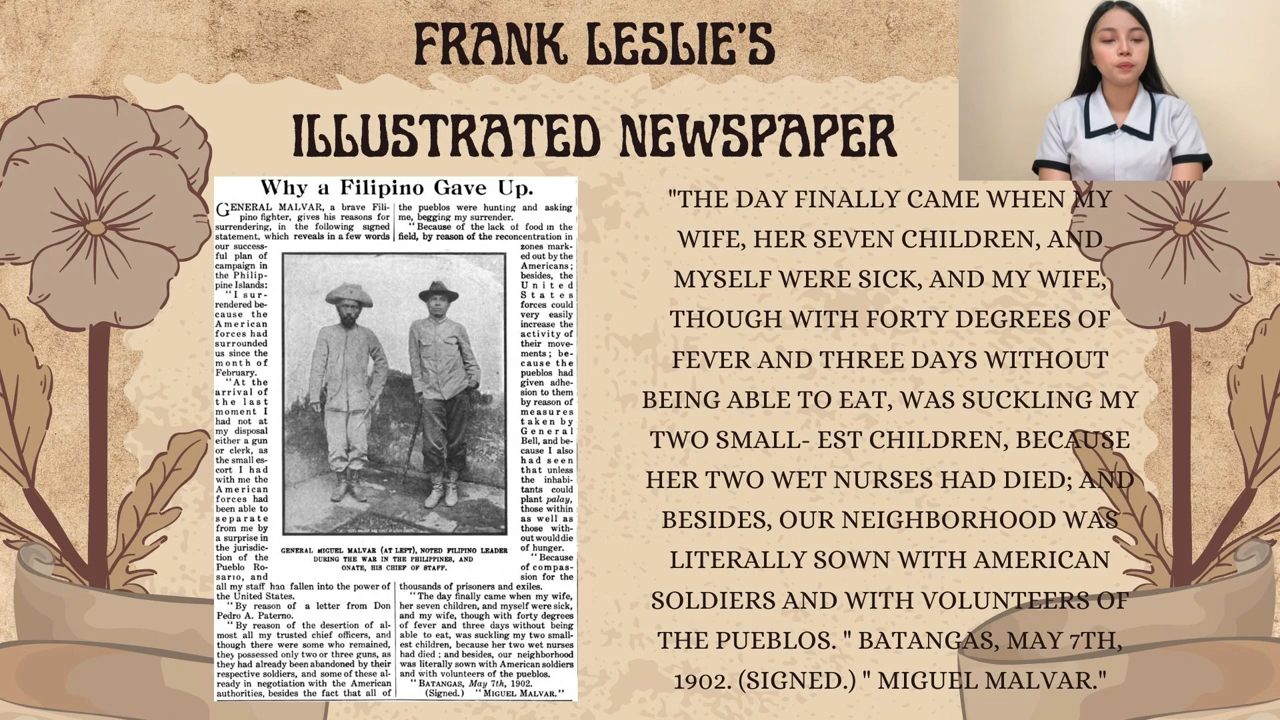 FRANK LESLIE'S
ILLUSTRATED NEWSPAPER
Why a Filipino Gave Up.
GENERAL MALVAR, a brave Fili-
pino fighter, gives his reasons for
surrendering, in the following signed
statement, which reveals in a few words
our success-
ful plan of
campaign in
the Philip-
pine Islands:
"I sur-
rendered be-
cause the
American
forces had
surrounded
us since the
month of
February.
"At the
arrival of
the last
moment I
had not at
my disposal
either a gun
or clerk, as
the small es-
cort I had
with me the
American
forces had
been able to
separate
from me by
a surprise in
the jurisdic-
tion of the
Pueblo Ro-
sario, and
all my staff had fallen into the power of
the United States.
"By reason of a letter from Don
Pedro A. Paterno.
"By reason of the desertion of al-
most all my trusted chief officers, and
though there were some who remained,
they possessed only two or three guns, as
they had already been abandoned by their
respective soldiers, and some of these al-
ready in negotiation with the American
authorities, besides the fact that all of
the pueblos were hunting and asking
me, begging my surrender.
"Because of the lack of food in the
field, by reason of the reconcentration in
zones mark-
ed out by the
Americans;
besides, the
United
States
forces could
very easily
increase the
activity of
their move-
ments; be-
cause the
pueblos had
given adhe-
sion to them
by reason of
measures
taken by
General
Bell, and be-
cause I also
had seen
that unless
the inhabi-
tants could
plant palay,
those within
as well as
those with-
out would die
of hunger.
"Because
of compas-
sion for the
thousands of prisoners and exiles.
"The day finally came when my wife,
her seven children, and myself were sick,
and my wife, though with forty degrees
of fever and three days without being
able to eat, was suckling my two small-
est children, because her two wet nurses
had died; and besides, our neighborhood
was literally sown with American soldiers
and with volunteers of the pueblos.
"BATANGAS, May 7th, 1902.
(Signed.) "MIGUEL MALVAR."
GENERAL MIGUEL MALVAR (AT LEFT), NOTED FILIPINO LEADER
DURING THE WAR IN THE PHILIPPINES, AND
ONATE, HIS CHIEF OF STAFF.
"THE DAY FINALLY CAME WHEN MY
WIFE, HER SEVEN CHILDREN, AND
MYSELF WERE SICK, AND MY WIFE,
THOUGH WITH FORTY DEGREES OF
FEVER AND THREE DAYS WITHOUT
BEING ABLE TO EAT, WAS SUCKLING MY
TWO SMALL- EST CHILDREN, BECAUSE
HER TWO WET NURSES HAD DIED; AND
BESIDES, OUR NEIGHBORHOOD WAS
LITERALLY SOWN WITH AMERICAN
SOLDIERS AND WITH VOLUNTEERS OF
THE PUEBLOS. " BATANGAS, MAY 7TH,
1902. (SIGNED.) " MIGUEL MALVAR."